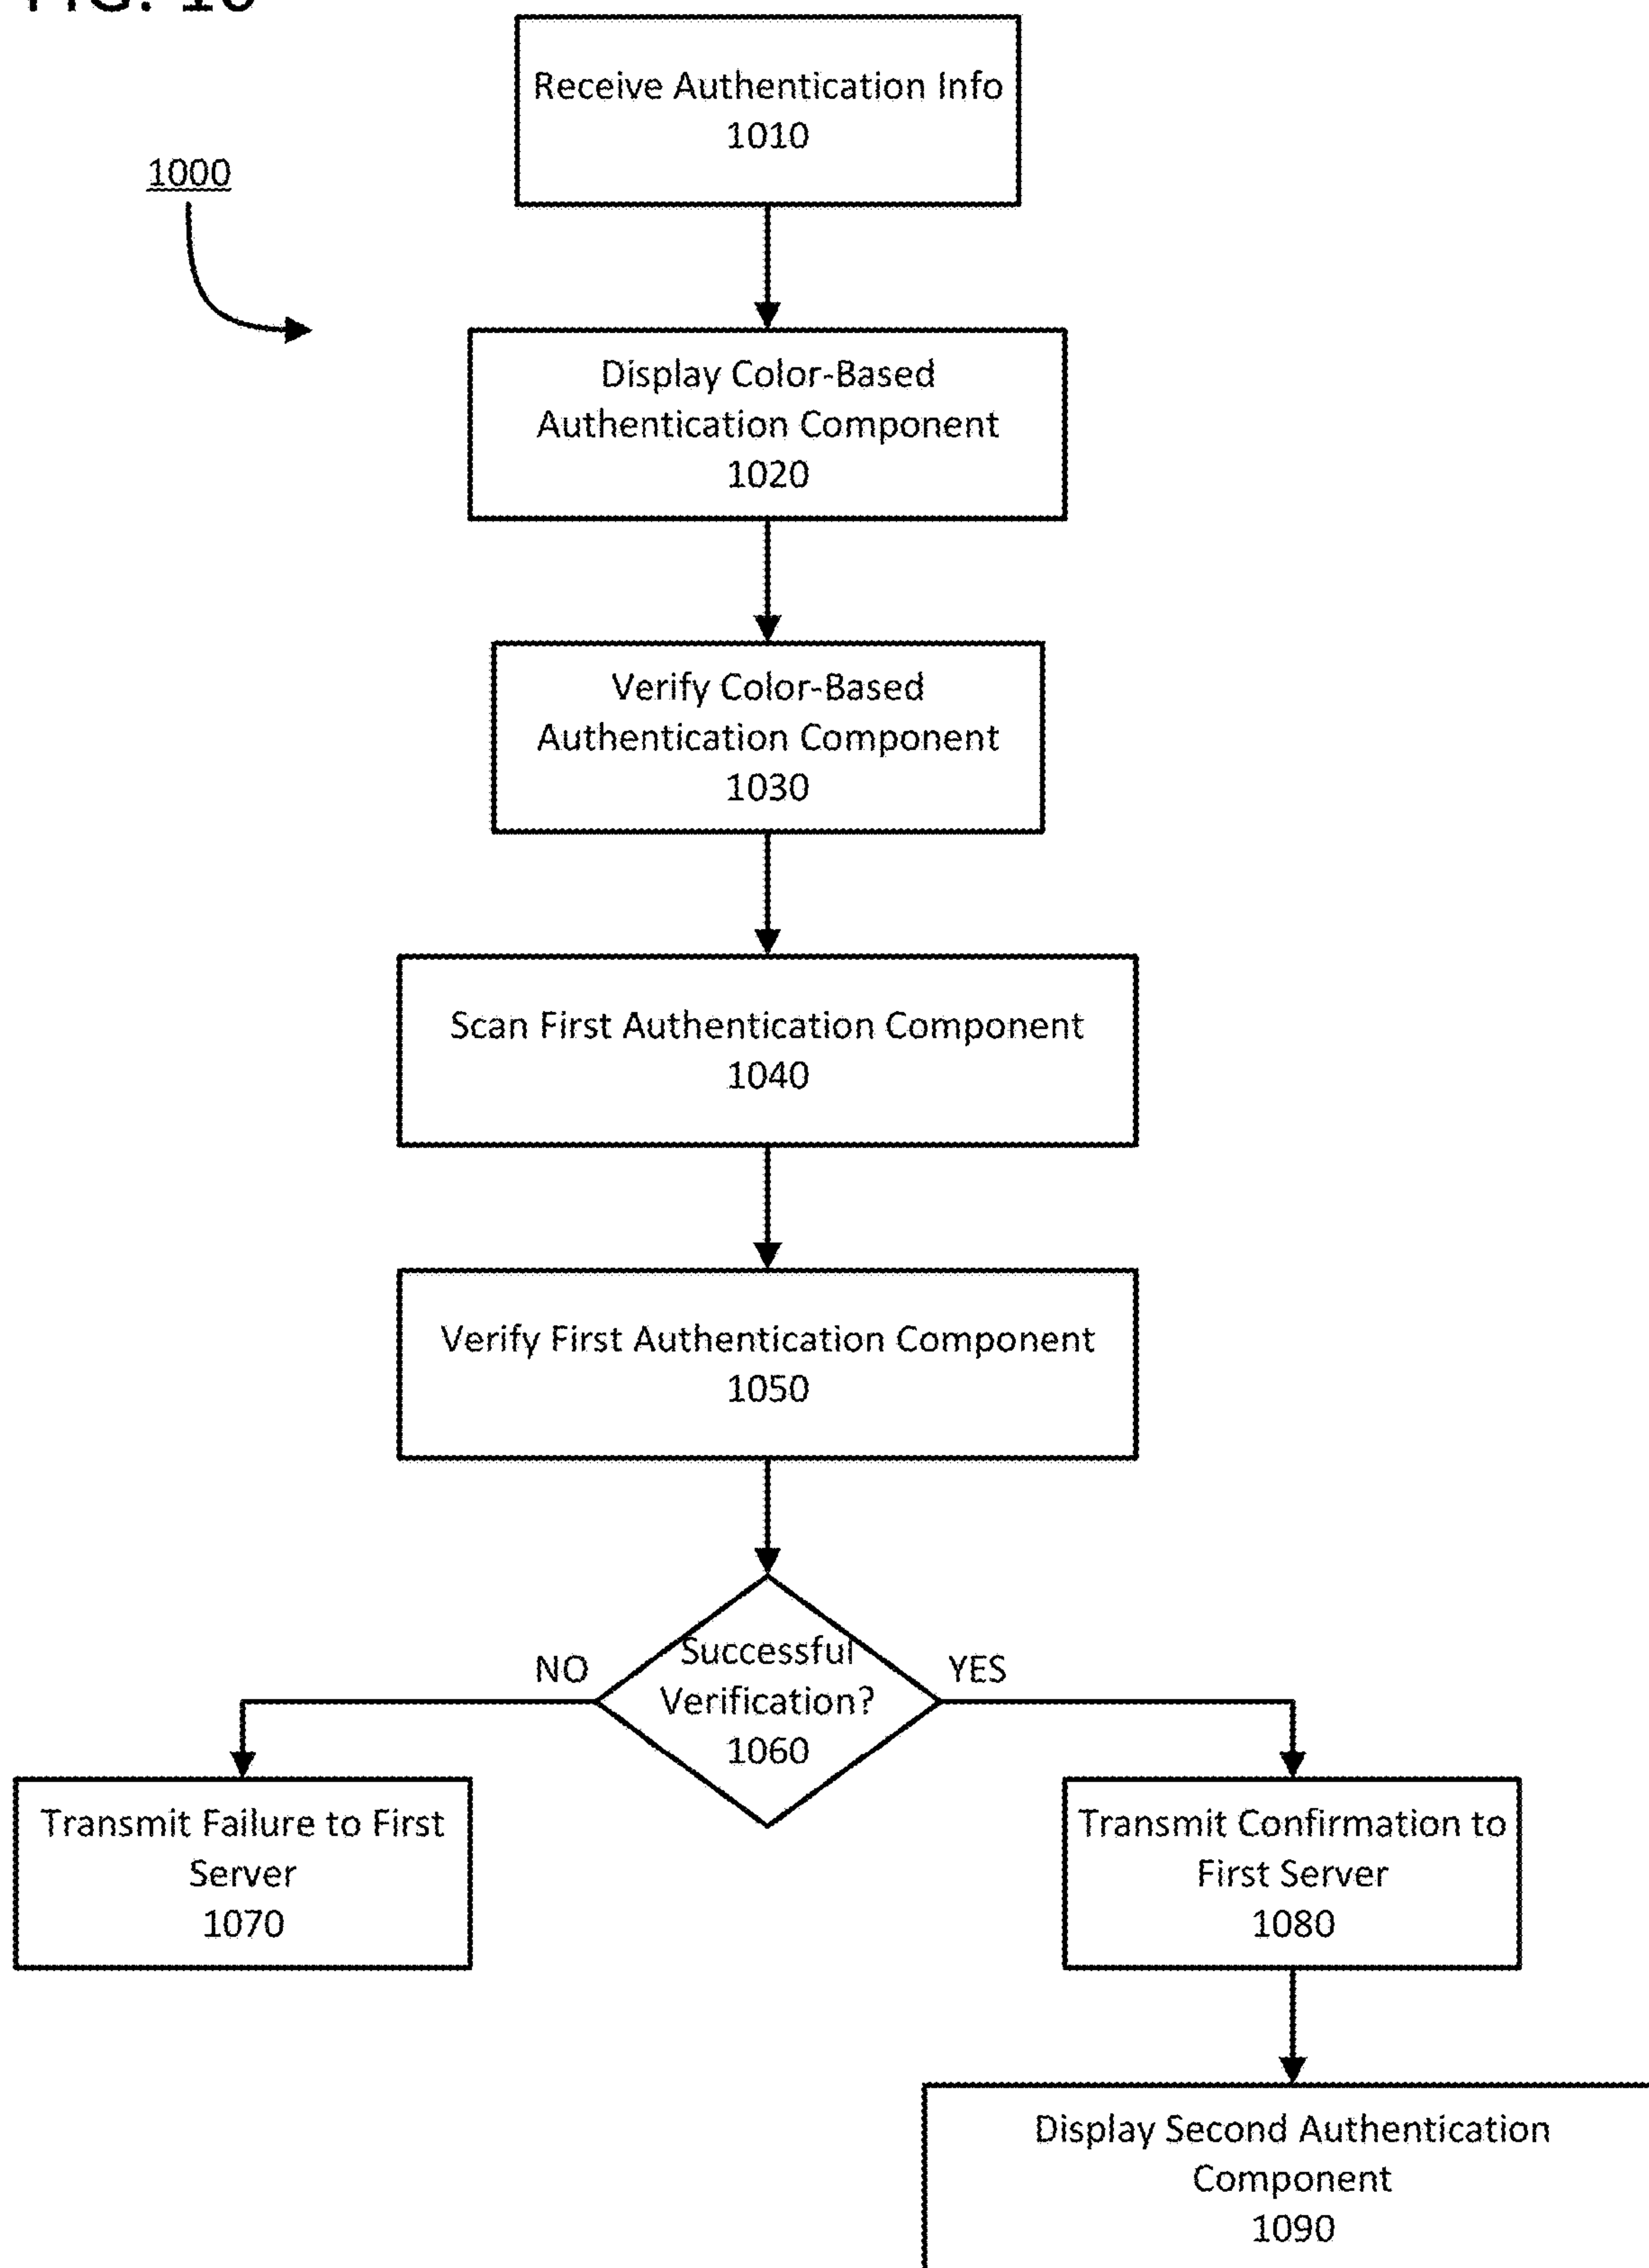 FIG. 10
Receive Authentication Info
1010
1000
Display Color-Based
Authentication Component
1020
Verify Color-Based
Authentication Component
1030
Scan First Authentication Component
1040
Verify First Authentication Component
1050
Successful
Verification?
1060
NO
YES
Transmit Failure to First
Server
1070
Transmit Confirmation to
First Server
1080
Display Second Authentication
Component
1090